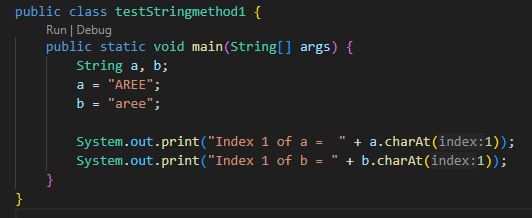 public class testStringmethod1 {
Run | Debug
public static void main(String[] args) {
String a, b;
a = "AREE";
b = "aree";
System.out.print("Index 1 of a =  " + a.charAt(index:1));
System.out.print("Index 1 of b = " + b.charAt(index:1));
}
}